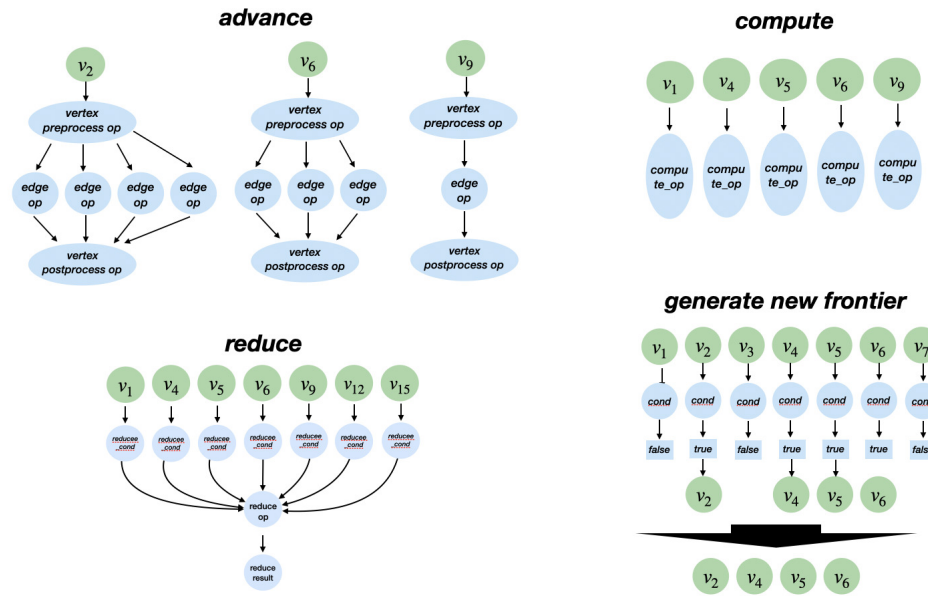 advance
v2
v6
v9
vertex
preprocess op
vertex
preprocess op
vertex
preprocess op
edge
op
edge
op
edge
op
edge
op
edge
op
edge
op
edge
op
edge
op
vertex
postprocess op
vertex
postprocess op
vertex
postprocess op
compute
v1
v4
v5
v6
v9
compu
te_op
compu
te_op
compu
te_op
compu
te_op
compu
te_op
reduce
v1
v4
v5
v6
v9
v12
v15
reducee
_cond
reducee
_cond
reducee
_cond
reducee
_cond
reducee
_cond
reducee
_cond
reducee
_cond
reduce
op
reduce
result
generate new frontier
v1
v2
v3
v4
v5
v6
v7
cond
cond
cond
cond
cond
cond
con
false
true
false
true
true
true
fals
v2
v4
v5
v6
v2
v4
v5
v6